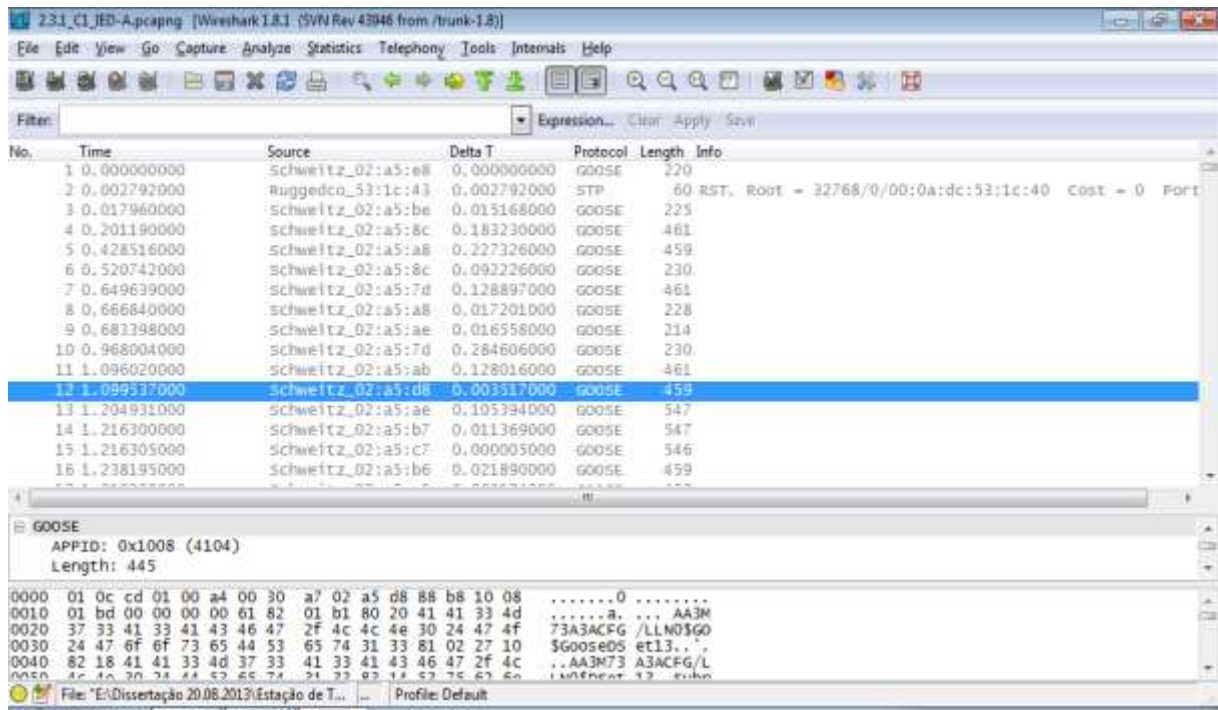 2.3.1_C1_IED-A.pcapng [Wireshark 1.8.1 (SVN Rev 43946 from /trunk-1.8)]
File Edit View Go Capture Analyze Statistics Telephony Tools Internals Help
Filter: Expression... Clear Apply Save
No. Time Source Delta T Protocol Length Info
1 0.000000000 Schweitz_02:a5:e8 0.000000000 GOOSE 220
2 0.002792000 Ruggedco_53:1c:43 0.002792000 STP 60 RST. Root = 32768/0/00:0a:dc:53:1c:40 Cost = 0 Port
3 0.017960000 Schweitz_02:a5:be 0.015168000 GOOSE 225
4 0.201190000 Schweitz_02:a5:8c 0.183230000 GOOSE 461
5 0.428516000 Schweitz_02:a5:a8 0.227326000 GOOSE 459
6 0.520742000 Schweitz_02:a5:8c 0.092226000 GOOSE 230
7 0.649639000 Schweitz_02:a5:7d 0.128897000 GOOSE 461
8 0.666840000 Schweitz_02:a5:a8 0.017201000 GOOSE 228
9 0.683398000 Schweitz_02:a5:ae 0.016558000 GOOSE 214
10 0.968004000 Schweitz_02:a5:7d 0.284606000 GOOSE 230
11 1.096020000 Schweitz_02:a5:ab 0.128016000 GOOSE 461
12 1.099537000 Schweitz_02:a5:d8 0.003517000 GOOSE 459
13 1.204931000 Schweitz_02:a5:ae 0.105394000 GOOSE 547
14 1.216300000 Schweitz_02:a5:b7 0.011369000 GOOSE 547
15 1.216305000 Schweitz_02:a5:c7 0.000005000 GOOSE 546
16 1.238195000 Schweitz_02:a5:b6 0.021890000 GOOSE 459
GOOSE
APPID: 0x1008 (4104)
Length: 445
0000 01 0c cd 01 00 a4 00 30 a7 02 a5 d8 88 b8 10 08 .......0 ........
0010 01 bd 00 00 00 00 61 82 01 b1 80 20 41 41 33 4d ......a. ... AA3M
0020 37 33 41 33 41 43 46 47 2f 4c 4c 4e 30 24 47 4f 73A3ACFG /LLN0$GO
0030 24 47 6f 6f 73 65 44 53 65 74 31 33 81 02 27 10 $GooseDS et13..'.
0040 82 18 41 41 33 4d 37 33 41 33 41 43 46 47 2f 4c ..AA3M73 A3ACFG/L
File: "E:\Dissertação 20.08.2013\Estação de T... ... Profile: Default